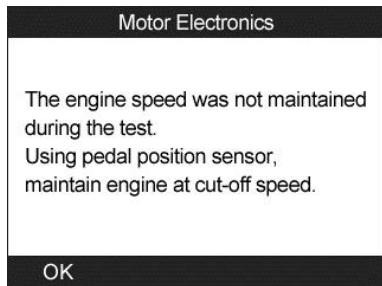 Motor Electronics
The engine speed was not maintained
during the test.
Using pedal position sensor,
maintain engine at cut-off speed.
OK